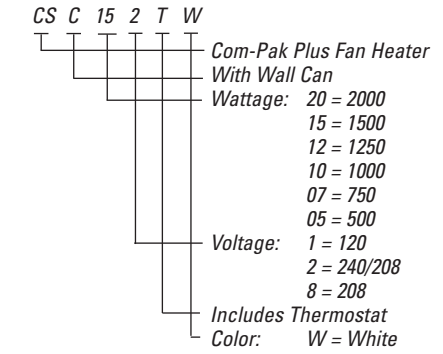 CS C 15 2 T W
Com-Pak Plus Fan Heater
With Wall Can
Wattage: 20 = 2000
15 = 1500
12 = 1250
10 = 1000
07 = 750
05 = 500
Voltage: 1 = 120
2 = 240/208
8 = 208
Includes Thermostat
Color: W = White